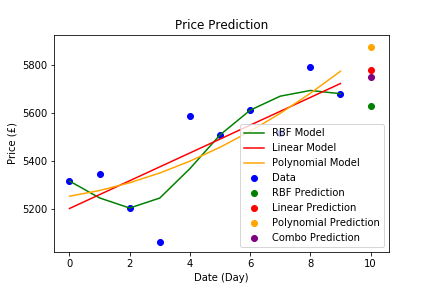 Price Prediction
Price (£)
5800
5600
5400
5200
0
2
4
6
8
10
Date (Day)
RBF Model
Linear Model
Polynomial Model
Data
RBF Prediction
Linear Prediction
Polynomial Prediction
Combo Prediction